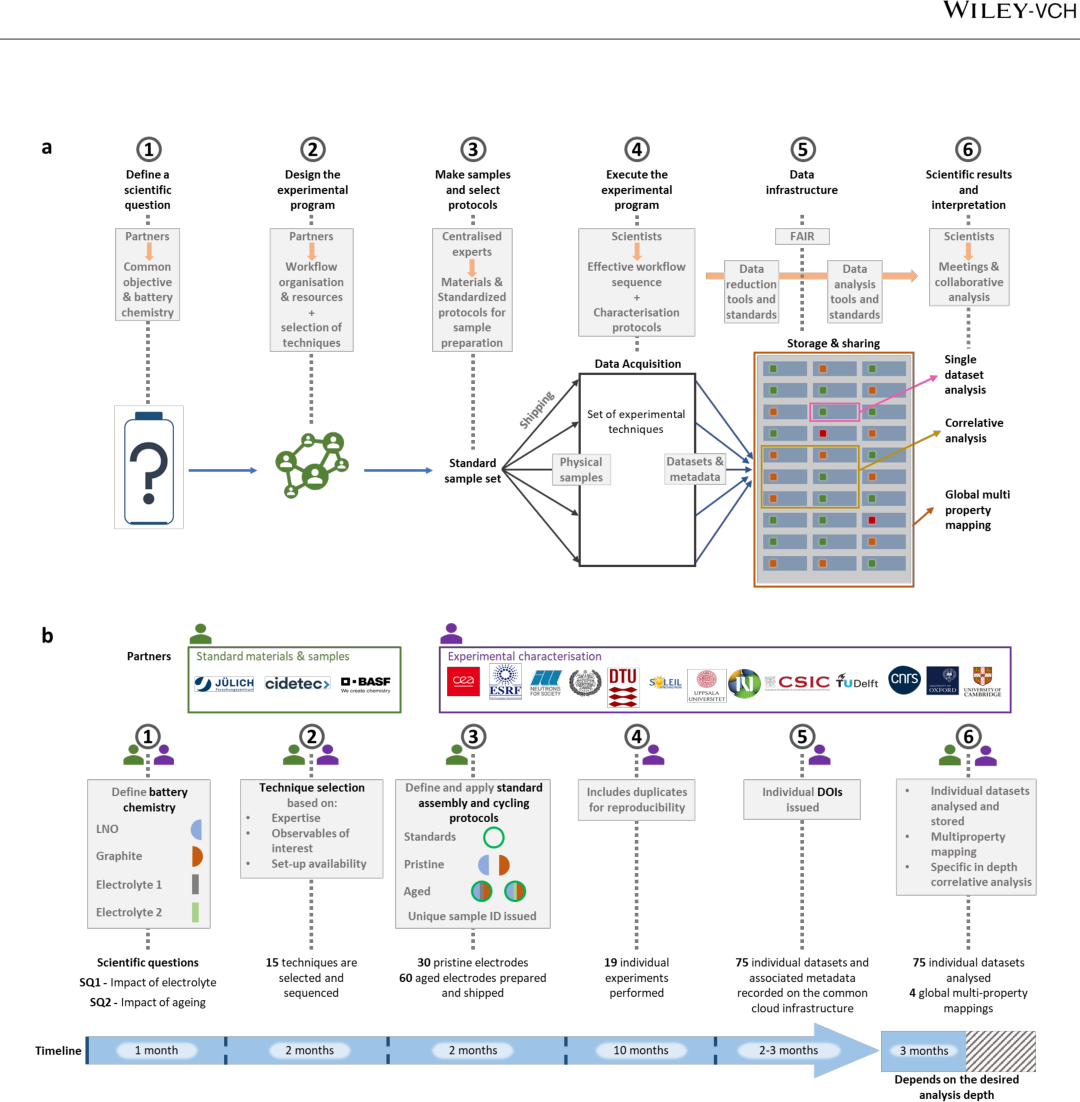 WILEY-VCH
a
1
2
3
4
5
6
Define a
scientific
question
Design the
experimental
program
Make samples
and select
protocols
Execute the
experimental
program
Data
infrastructure
Scientific results
and
interpretation
Partners
Common
objective
& battery
chemistry
Partners
Workflow
organisation
& resources
+
selection of
techniques
Centralised
experts
Materials &
Standardized
protocols for
sample
preparation
Scientists
Effective workflow
sequence
+
Characterisation
protocols
FAIR
Data
reduction
tools and
standards
Data
analysis
tools and
standards
Scientists
Meetings &
collaborative
analysis
Data Acquisition
Storage & sharing
?
Standard
sample set
Shipping
Set of experimental
techniques
Physical
samples
Datasets &
metadata
Single
dataset
analysis
Correlative
analysis
Global multi
property
mapping
b
Partners
Standard materials & samples
JÜLICH
Forschungszentrum
cidetec>
BASF
We create chemistry
Experimental characterisation
cea
ESRF
NEUTRONS
FOR SOCIETY
DTU
SOLEIL
UPPSALA
UNIVERSITET
N
CSIC
TUDelft
cnrs
OXFORD
UNIVERSITY OF
CAMBRIDGE
1
2
3
4
5
6
Define battery
chemistry
LNO
Graphite
Electrolyte 1
Electrolyte 2
Technique selection
based on:
• Expertise
• Observables of
interest
• Set-up availability
Define and apply standard
assembly and cycling
protocols
Standards
Pristine
Aged
Unique sample ID issued
Includes duplicates
for reproducibility
Individual DOIs
issued
• Individual datasets
analysed and
stored
• Multiproperty
mapping
• Specific in depth
correlative analysis
Scientific questions
SQ1 - Impact of electrolyte
SQ2 - Impact of ageing
15 techniques are
selected and
sequenced
30 pristine electrodes
60 aged electrodes prepared
and shipped
19 individual
experiments
performed
75 individual datasets and
associated metadata
recorded on the common
cloud infrastructure
75 individual datasets
analysed
4 global multi-property
mappings
Timeline
1 month
2 months
2 months
10 months
2-3 months
3 months
Depends on the desired
analysis depth